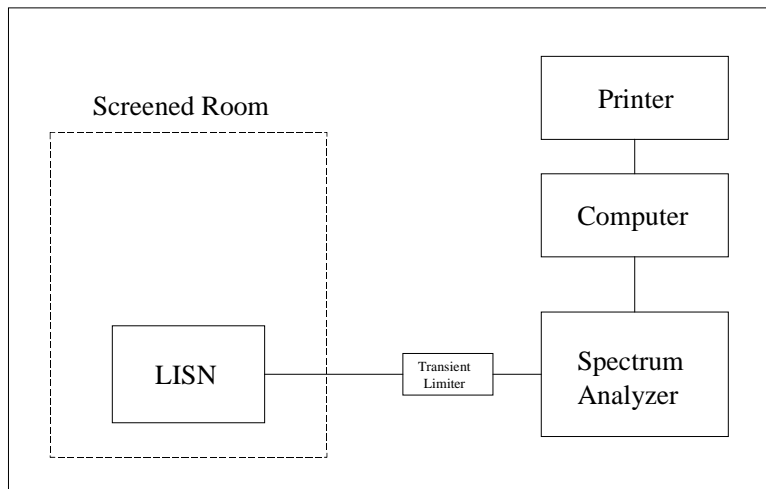 Screened Room
Printer
Computer
LISN
Transient
Limiter
Spectrum
Analyzer